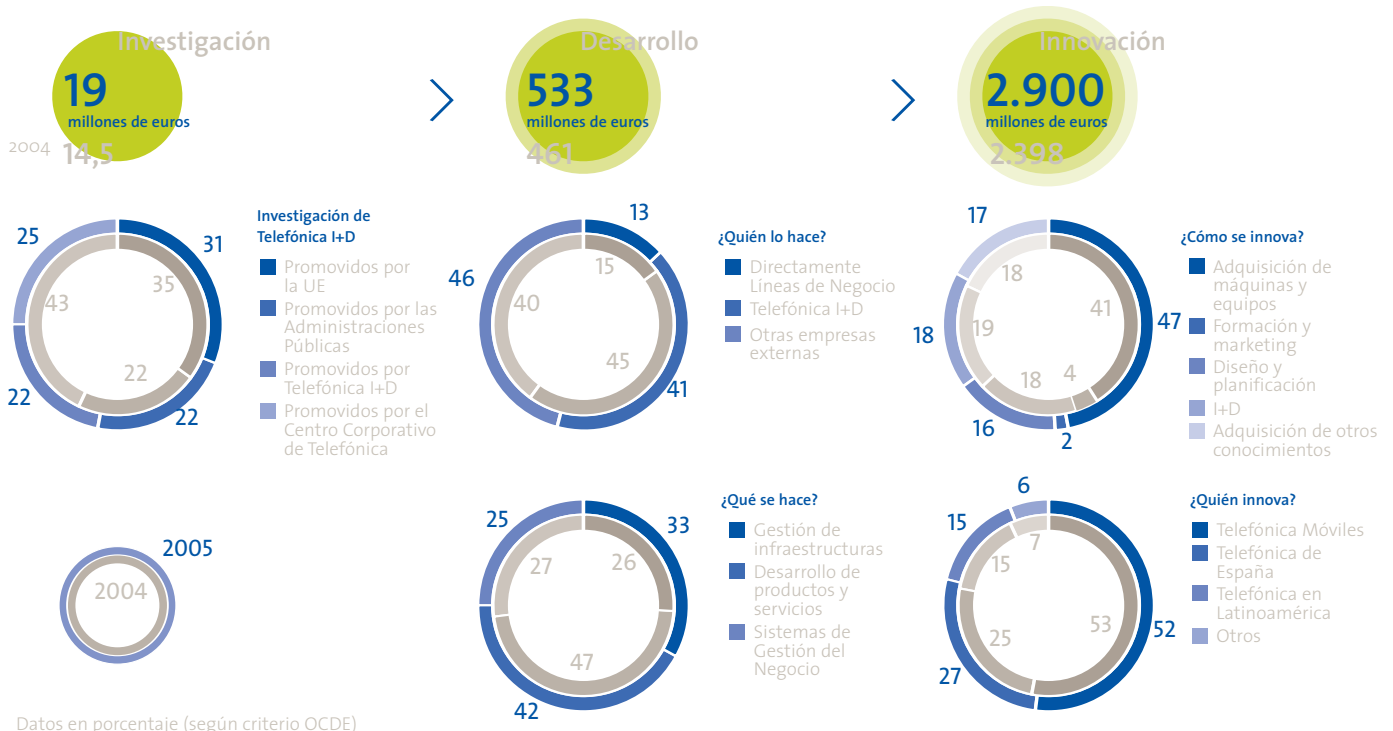 Investigación
19
millones de euros
2004 14,5
Desarrollo
533
millones de euros
461
Innovación
2.900
millones de euros
2.398
25
31
43
35
22
22
22
Investigación de
Telefónica I+D
Promovidos por
la UE
Promovidos por las
Administraciones
Públicas
Promovidos por
Telefónica I+D
Promovidos por el
Centro Corporativo
de Telefónica
13
15
46
40
45
41
¿Quién lo hace?
Directamente
Líneas de Negocio
Telefónica I+D
Otras empresas
externas
17
18
41
47
18
19
18
4
16
2
¿Cómo se innova?
Adquisición de
máquinas y
equipos
Formación y
marketing
Diseño y
planificación
I+D
Adquisición de otros
conocimientos
2005
2004
25
33
27
26
47
42
¿Qué se hace?
Gestión de
infraestructuras
Desarrollo de
productos y
servicios
Sistemas de
Gestión del
Negocio
6
15
7
15
53
52
25
27
¿Quién innova?
Telefónica Móviles
Telefónica de
España
Telefónica en
Latinoamérica
Otros
Datos en porcentaje (según criterio OCDE)